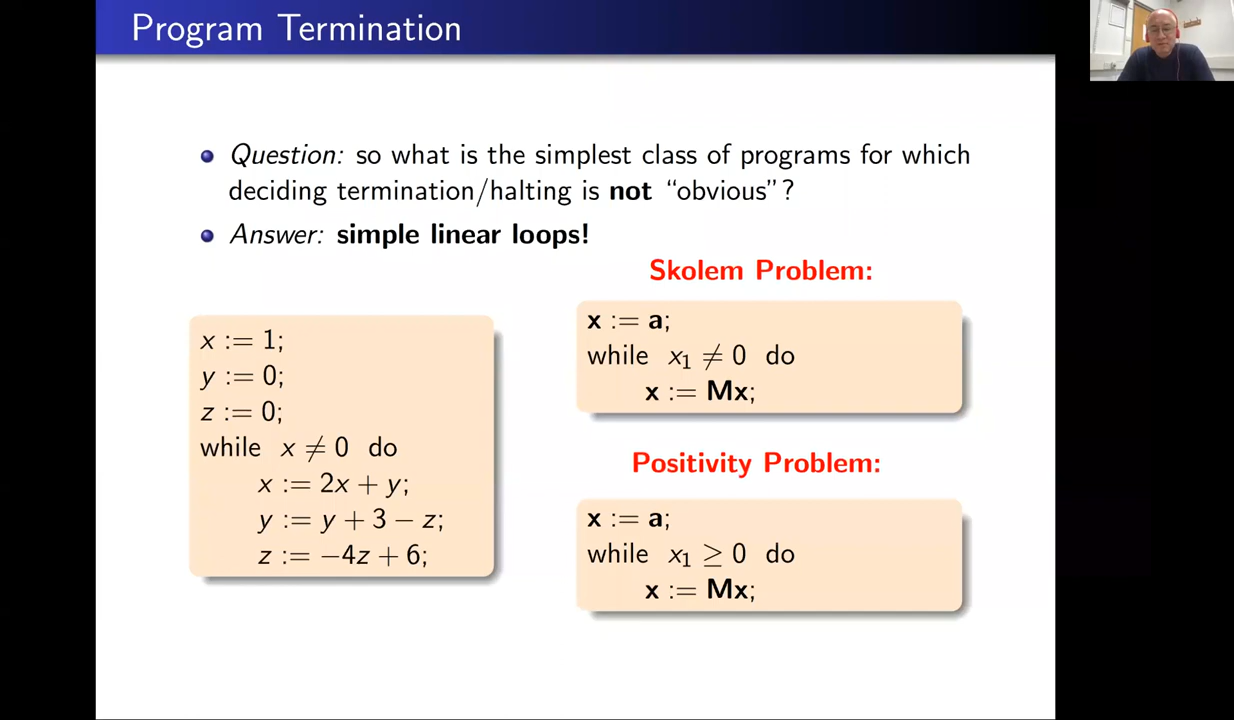 Program Termination
Question: so what is the simplest class of programs for which
deciding termination/halting is not “obvious”?
Answer: simple linear loops!
x := 1;
y := 0;
z := 0;
while x ≠ 0 do
x := 2x + y;
y := y + 3 − z;
z := −4z + 6;
Skolem Problem:
x := a;
while x₁ ≠ 0 do
x := Mx;
Positivity Problem:
x := a;
while x₁ ≥ 0 do
x := Mx;